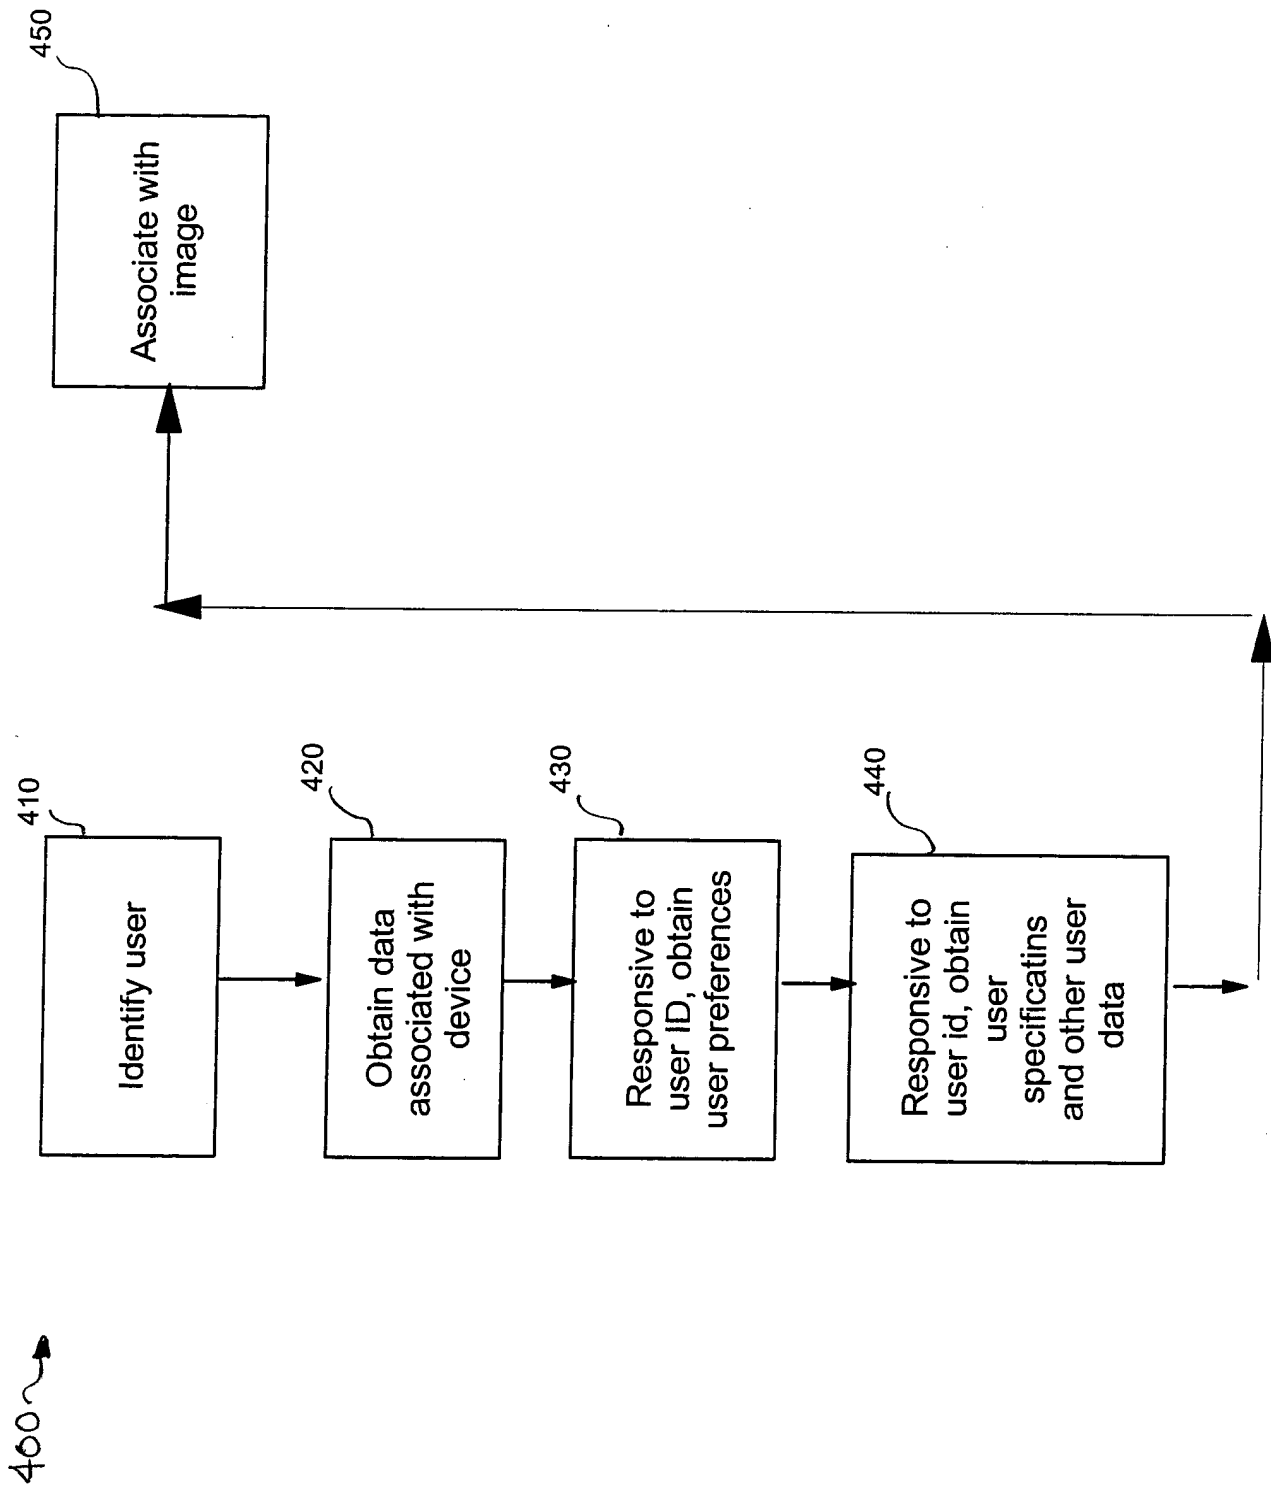 400
410
Identify user
420
Obtain data
associated with
device
430
Responsive to
user ID, obtain
user preferences
440
Responsive to
user id, obtain
user
specificatins
and other user
data
450
Associate with
image